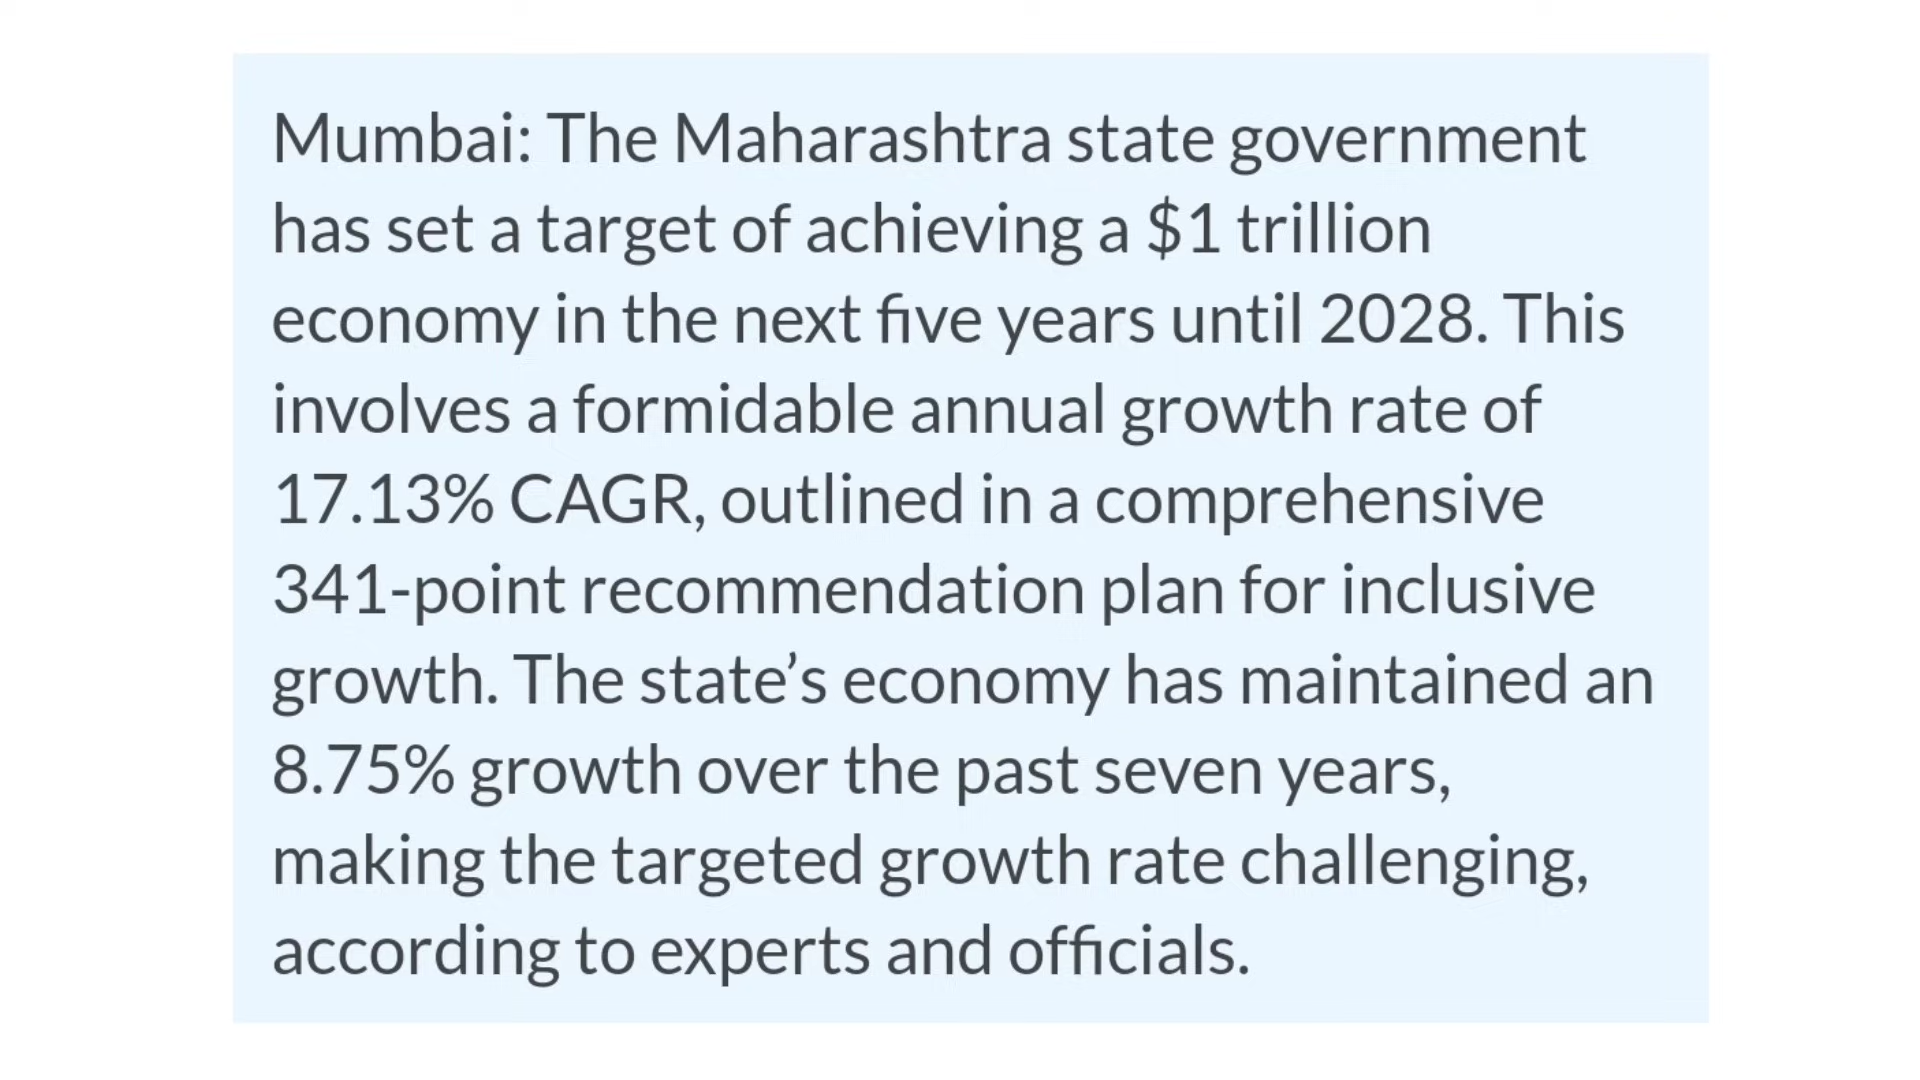 Mumbai: The Maharashtra state government
has set a target of achieving a $1 trillion
economy in the next five years until 2028. This
involves a formidable annual growth rate of
17.13% CAGR, outlined in a comprehensive
341-point recommendation plan for inclusive
growth. The state’s economy has maintained an
8.75% growth over the past seven years,
making the targeted growth rate challenging,
according to experts and officials.